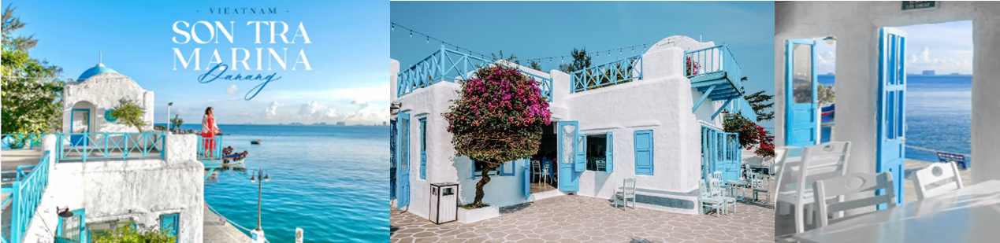 - VIEATNAM -
SON TRA
MARINA
Danang